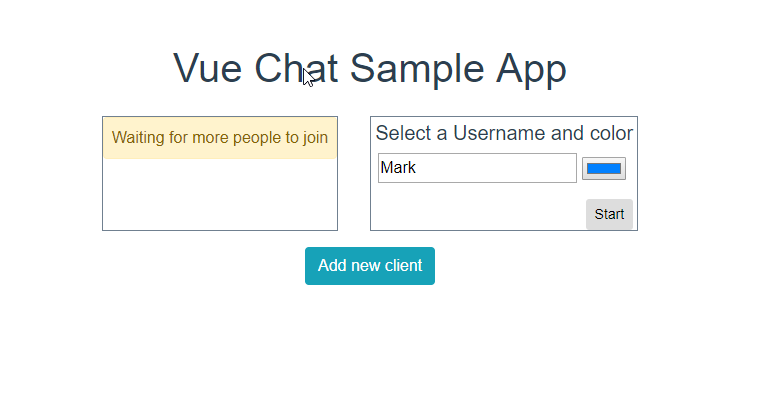 Vue Chat Sample App
Waiting for more people to join
Select a Username and color
Mark
Start
Add new client